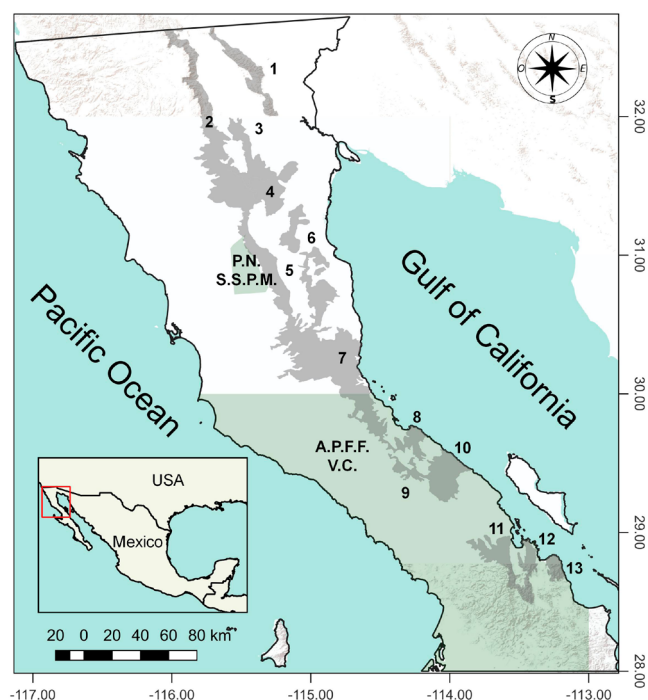 N
O E
S
1
2
3
4
P.N.
S.S.P.M.
5
6
7
Pacific Ocean
Gulf of California
A.P.F.F.
V.C.
8
9
10
11
12
13
USA
Mexico
20 0 20 40 60 80 km
32.00
31.00
30.00
29.00
28.00
-117.00 -116.00 -115.00 -114.00 -113.00